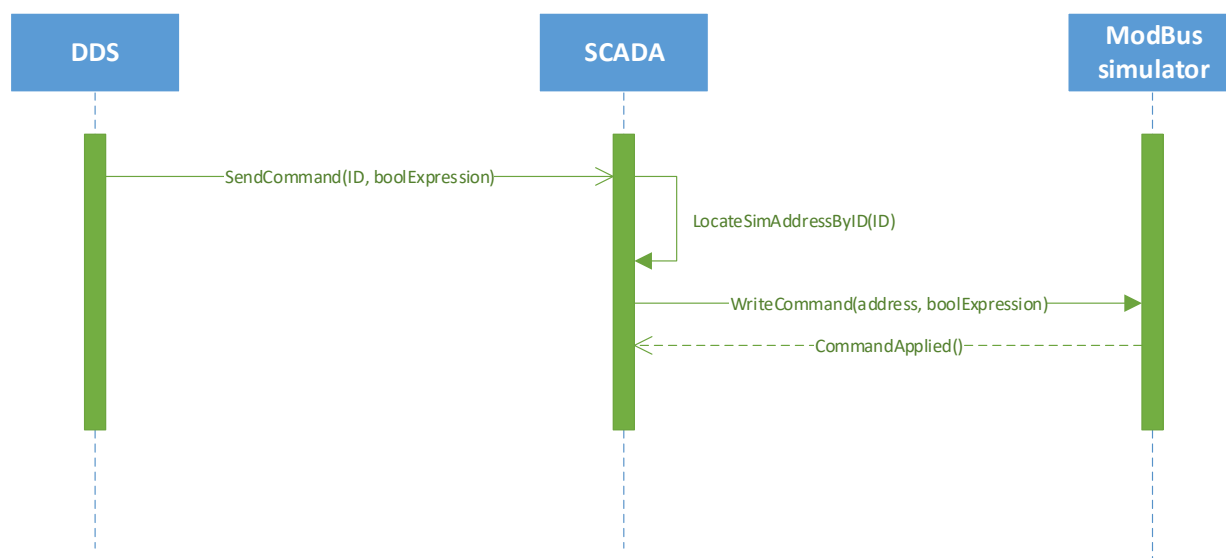 DDS
SCADA
ModBus
simulator
SendCommand(ID, boolExpression)
LocateSimAddressByID(ID)
WriteCommand(address, boolExpression)
CommandApplied()